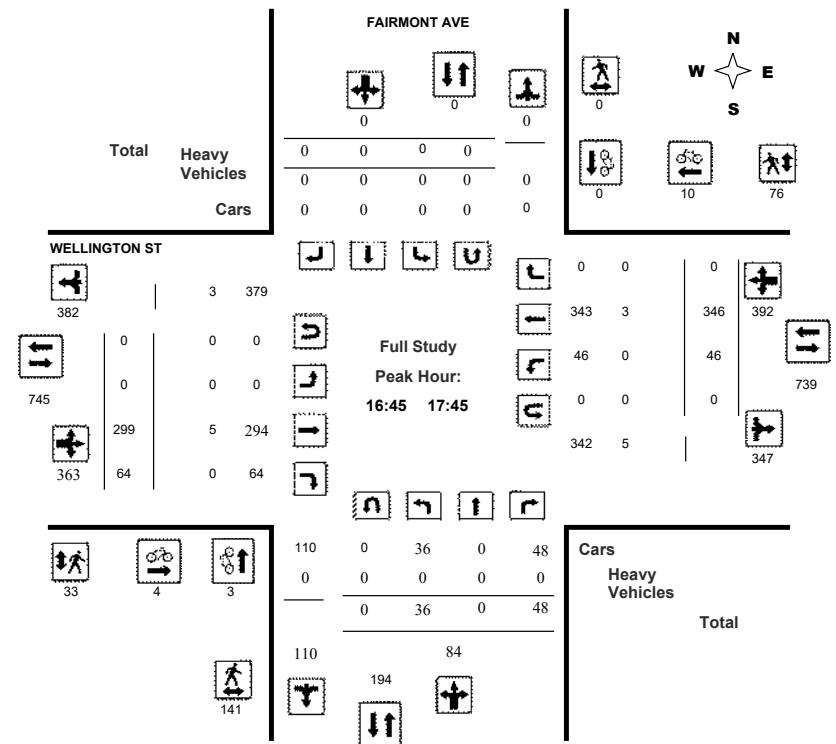 FAIRMONT AVE
N
W E
S
0
0
0
0
0
Total
Heavy
Vehicles
Cars
0 0 0 0
0 0 0 0 0
0 0 0 0 0
0
10
76
WELLINGTON ST
382
3 379
745
0 0 0
0 0 0
299 5 294
363
64 0 64
Full Study
Peak Hour:
16:45 17:45
0 0 0
343 3 346
392
46 0 46
739
0 0 0
342 5
347
33
4
3
141
110 0 36 0 48
0 0 0 0 0
0 36 0 48
110
84
194
Cars
Heavy
Vehicles
Total